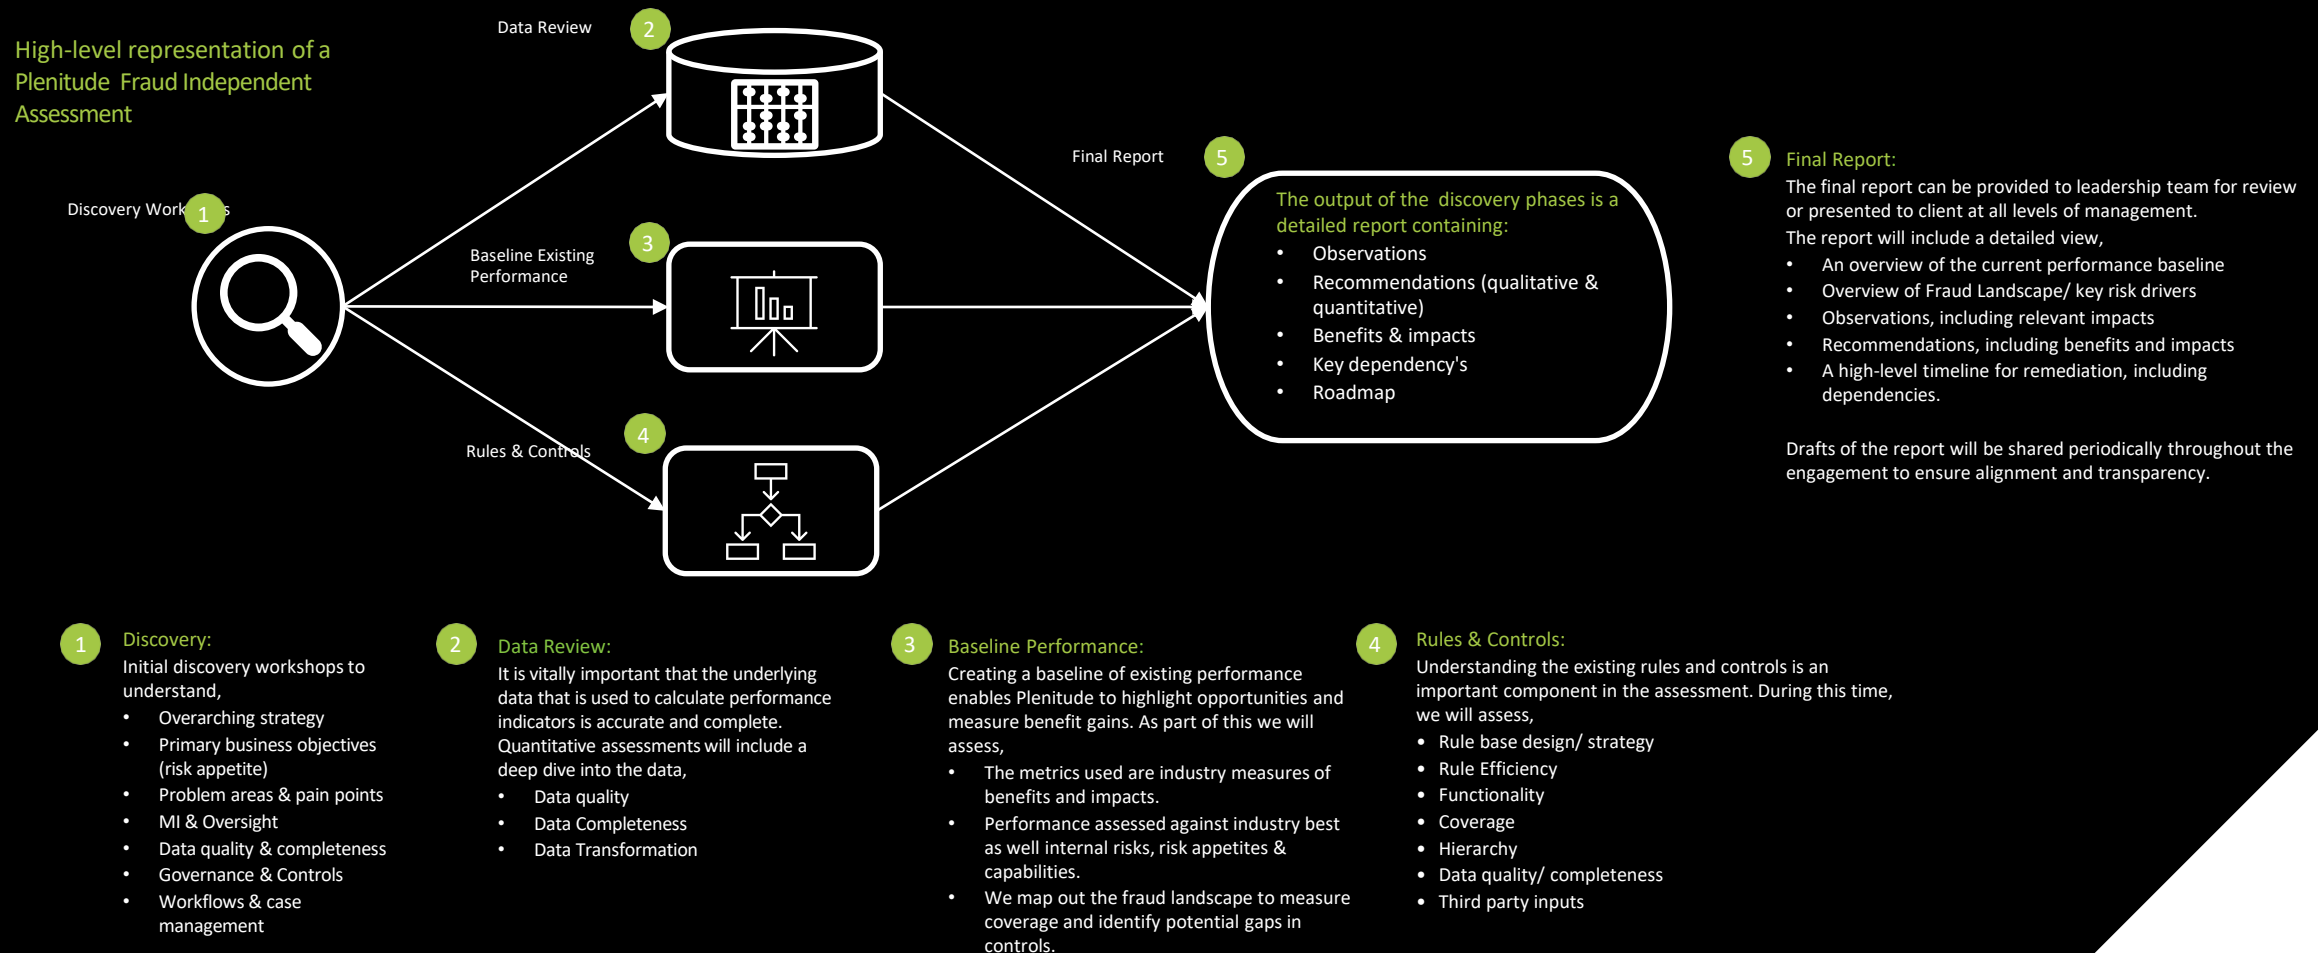 High-level representation of a
Plenitude Fraud Independent
Assessment
Data Review
2
Discovery Work
s
1
Baseline Existing
Performance
3
Rules & Controls
4
Final Report
5
The output of the discovery phases is a
detailed report containing:
• Observations
• Recommendations (qualitative &
quantitative)
• Benefits & impacts
• Key dependency's
• Roadmap
5
Final Report:
The final report can be provided to leadership team for review
or presented to client at all levels of management.
The report will include a detailed view,
• An overview of the current performance baseline
• Overview of Fraud Landscape/ key risk drivers
• Observations, including relevant impacts
• Recommendations, including benefits and impacts
• A high-level timeline for remediation, including
dependencies.
Drafts of the report will be shared periodically throughout the
engagement to ensure alignment and transparency.
1
Discovery:
Initial discovery workshops to
understand,
• Overarching strategy
• Primary business objectives
(risk appetite)
• Problem areas & pain points
• MI & Oversight
• Data quality & completeness
• Governance & Controls
• Workflows & case
management
2
Data Review:
It is vitally important that the underlying
data that is used to calculate performance
indicators is accurate and complete.
Quantitative assessments will include a
deep dive into the data,
• Data quality
• Data Completeness
• Data Transformation
3
Baseline Performance:
Creating a baseline of existing performance
enables Plenitude to highlight opportunities and
measure benefit gains. As part of this we will
assess,
• The metrics used are industry measures of
benefits and impacts.
• Performance assessed against industry best
as well internal risks, risk appetites &
capabilities.
• We map out the fraud landscape to measure
coverage and identify potential gaps in
controls.
4
Rules & Controls:
Understanding the existing rules and controls is an
important component in the assessment. During this time,
we will assess,
• Rule base design/ strategy
• Rule Efficiency
• Functionality
• Coverage
• Hierarchy
• Data quality/ completeness
• Third party inputs